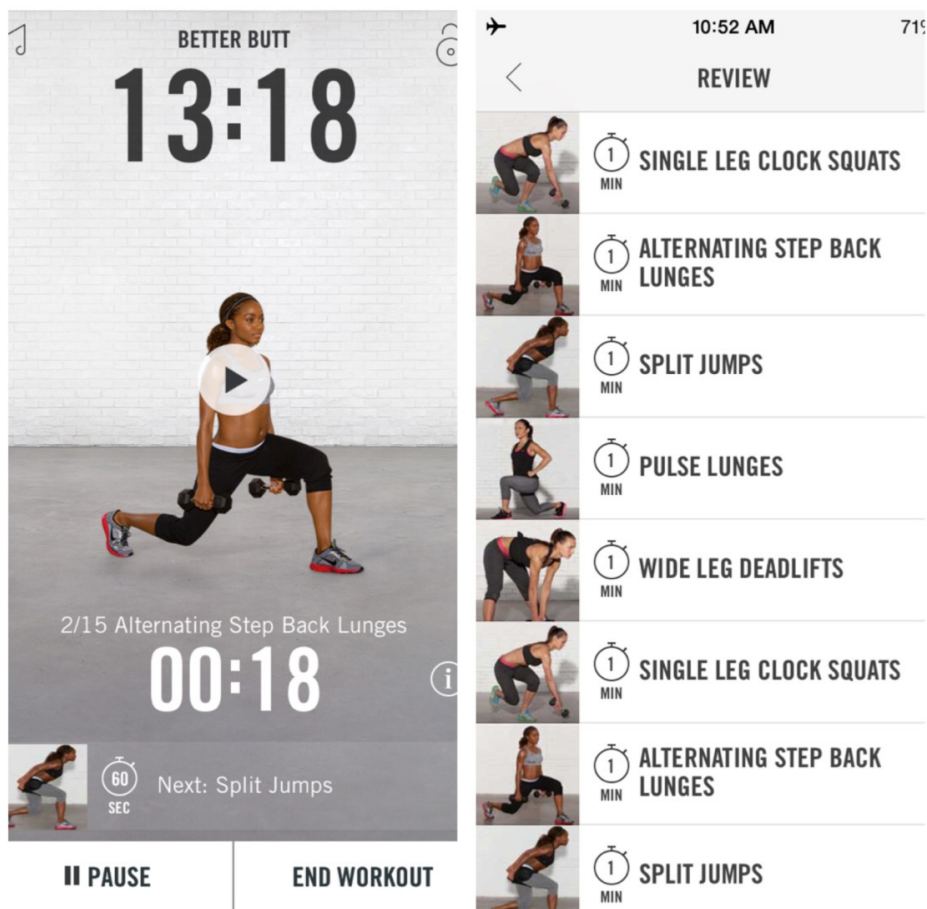 BETTER BUTT
13:18
2/15 Alternating Step Back Lunges
00:18
i
60
SEC
Next: Split Jumps
PAUSE
END WORKOUT
10:52 AM
71%
REVIEW
1
MIN
SINGLE LEG CLOCK SQUATS
1
MIN
ALTERNATING STEP BACK
LUNGES
1
MIN
SPLIT JUMPS
1
MIN
PULSE LUNGES
1
MIN
WIDE LEG DEADLIFTS
1
MIN
SINGLE LEG CLOCK SQUATS
1
MIN
ALTERNATING STEP BACK
LUNGES
1
MIN
SPLIT JUMPS